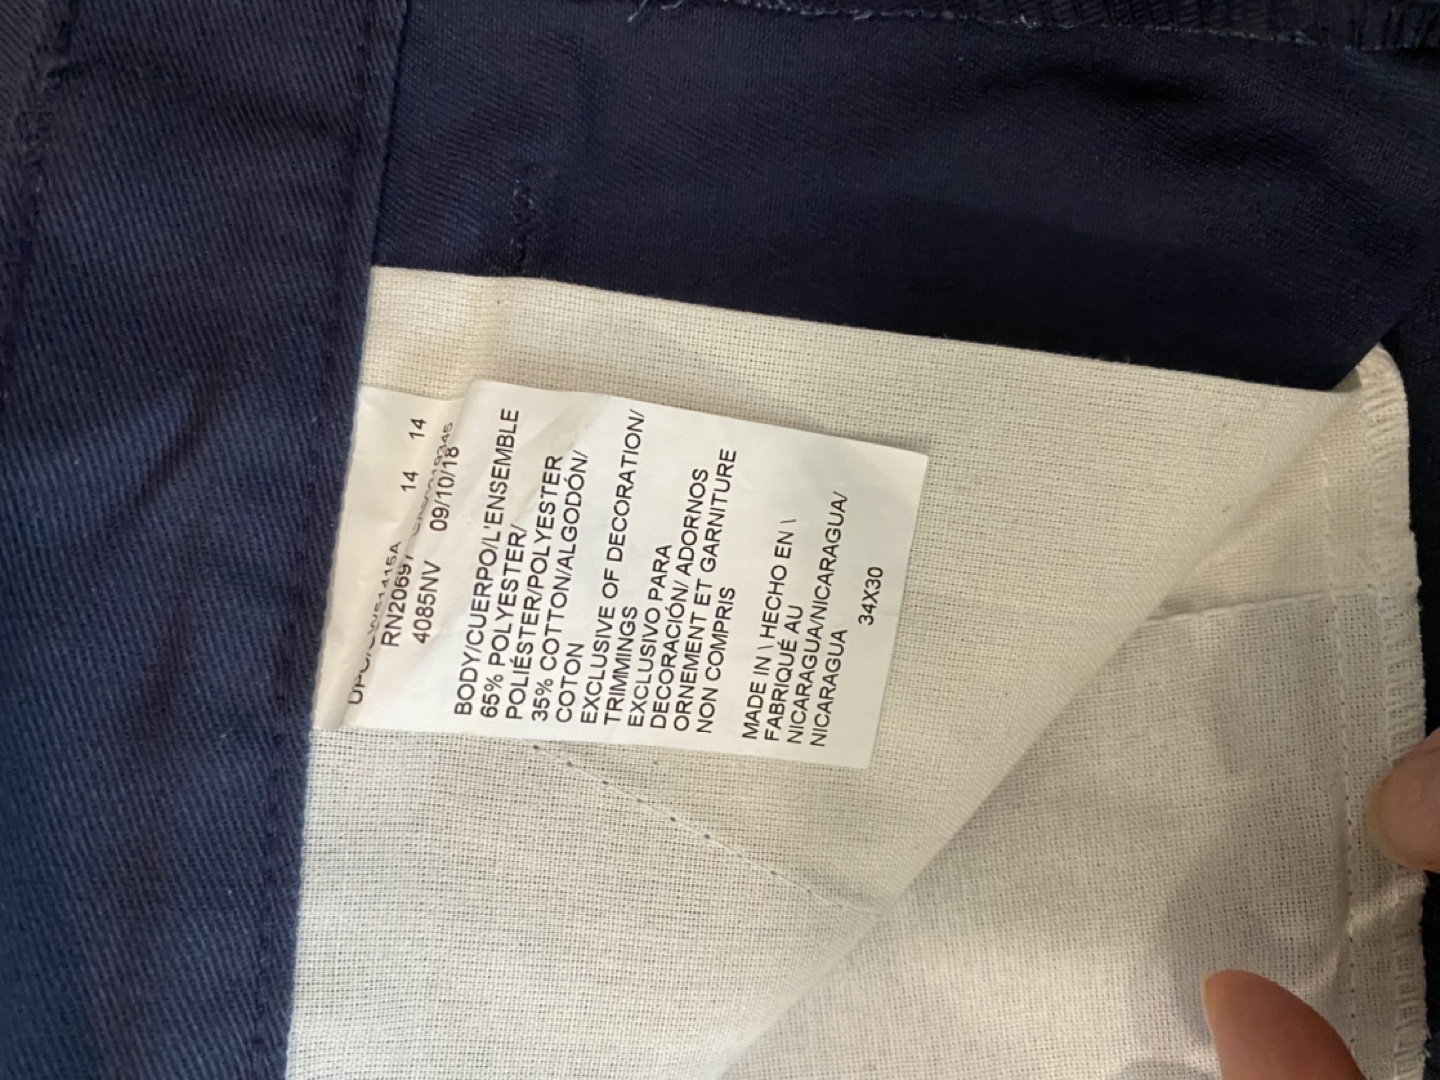 RN20697 14 14
4085NV 09/10/18
BODY/CUERPO/L'ENSEMBLE
65% POLYESTER/
POLIÉSTER/POLYESTER
35% COTTON/ALGODÓN/
COTON
EXCLUSIVE OF DECORATION/
TRIMMINGS
EXCLUSIVO PARA
DECORACIÓN/ ADORNOS
ORNEMENT ET GARNITURE
NON COMPRIS
MADE IN \ HECHO EN \
FABRIQUÉ AU
NICARAGUA/NICARAGUA/
NICARAGUA
34X30